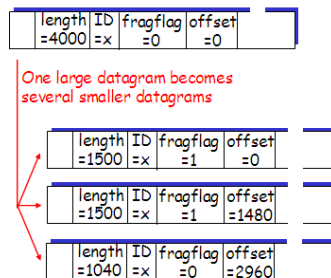 length ID fragflag offset
=4000 =x =0 =0
One large datagram becomes
several smaller datagrams
length ID fragflag offset
=1500 =x =1 =0
length ID fragflag offset
=1500 =x =1 =1480
length ID fragflag offset
=1040 =x =0 =2960